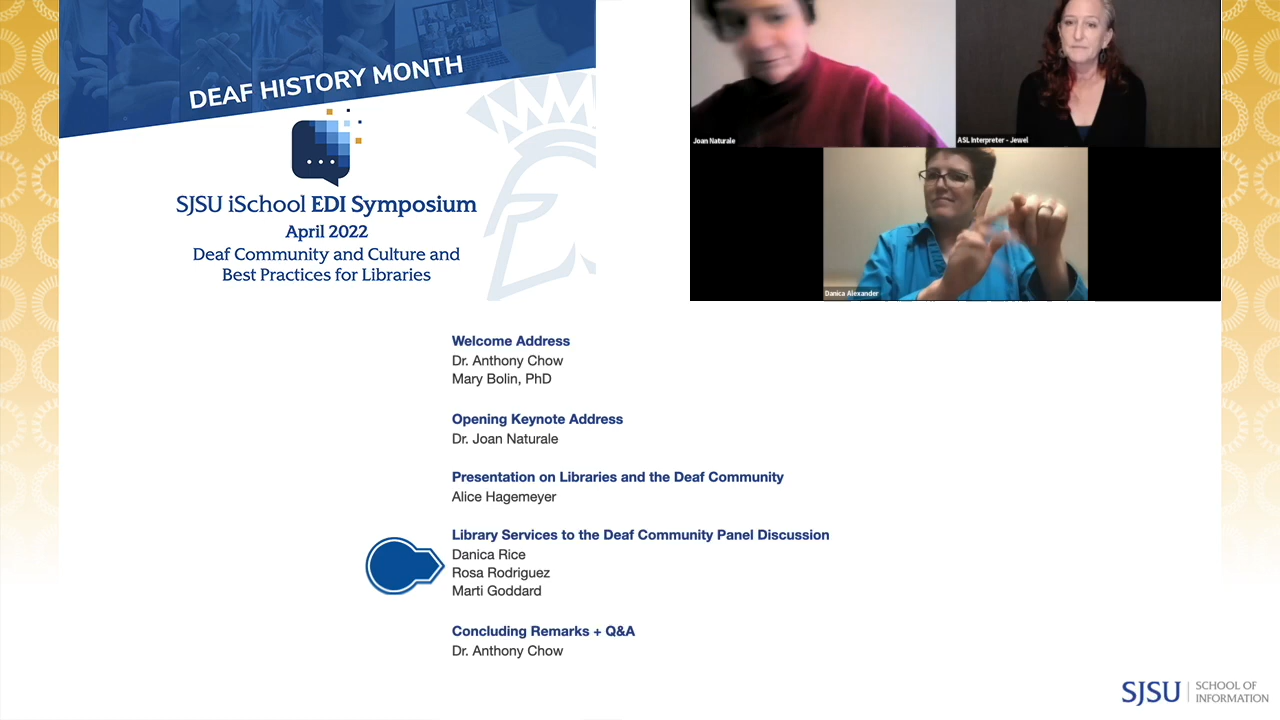 DEAF HISTORY MONTH
SJSU iSchool EDI Symposium
April 2022
Deaf Community and Culture and
Best Practices for Libraries
Joan Naturale
ASL Interpreter - Jewel
Danica Alexander
Welcome Address
Dr. Anthony Chow
Mary Bolin, PhD
Opening Keynote Address
Dr. Joan Naturale
Presentation on Libraries and the Deaf Community
Alice Hagemeyer
Library Services to the Deaf Community Panel Discussion
Danica Rice
Rosa Rodriguez
Marti Goddard
Concluding Remarks + Q&A
Dr. Anthony Chow
SJSU | SCHOOL OF
INFORMATION